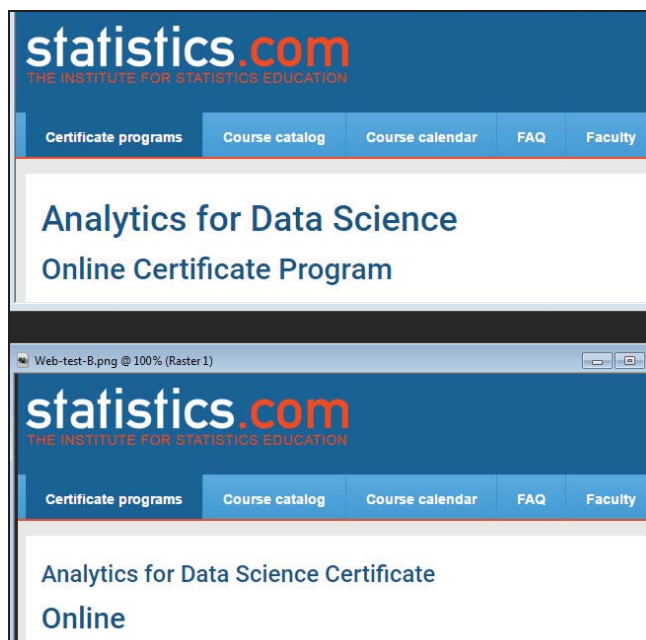 statistics.com
THE INSTITUTE FOR STATISTICS EDUCATION
Certificate programs Course catalog Course calendar FAQ Faculty
Analytics for Data Science
Online Certificate Program
Web-test-B.png @ 100% (Raster 1)
statistics.com
THE INSTITUTE FOR STATISTICS EDUCATION
Certificate programs Course catalog Course calendar FAQ Faculty
Analytics for Data Science Certificate
Online